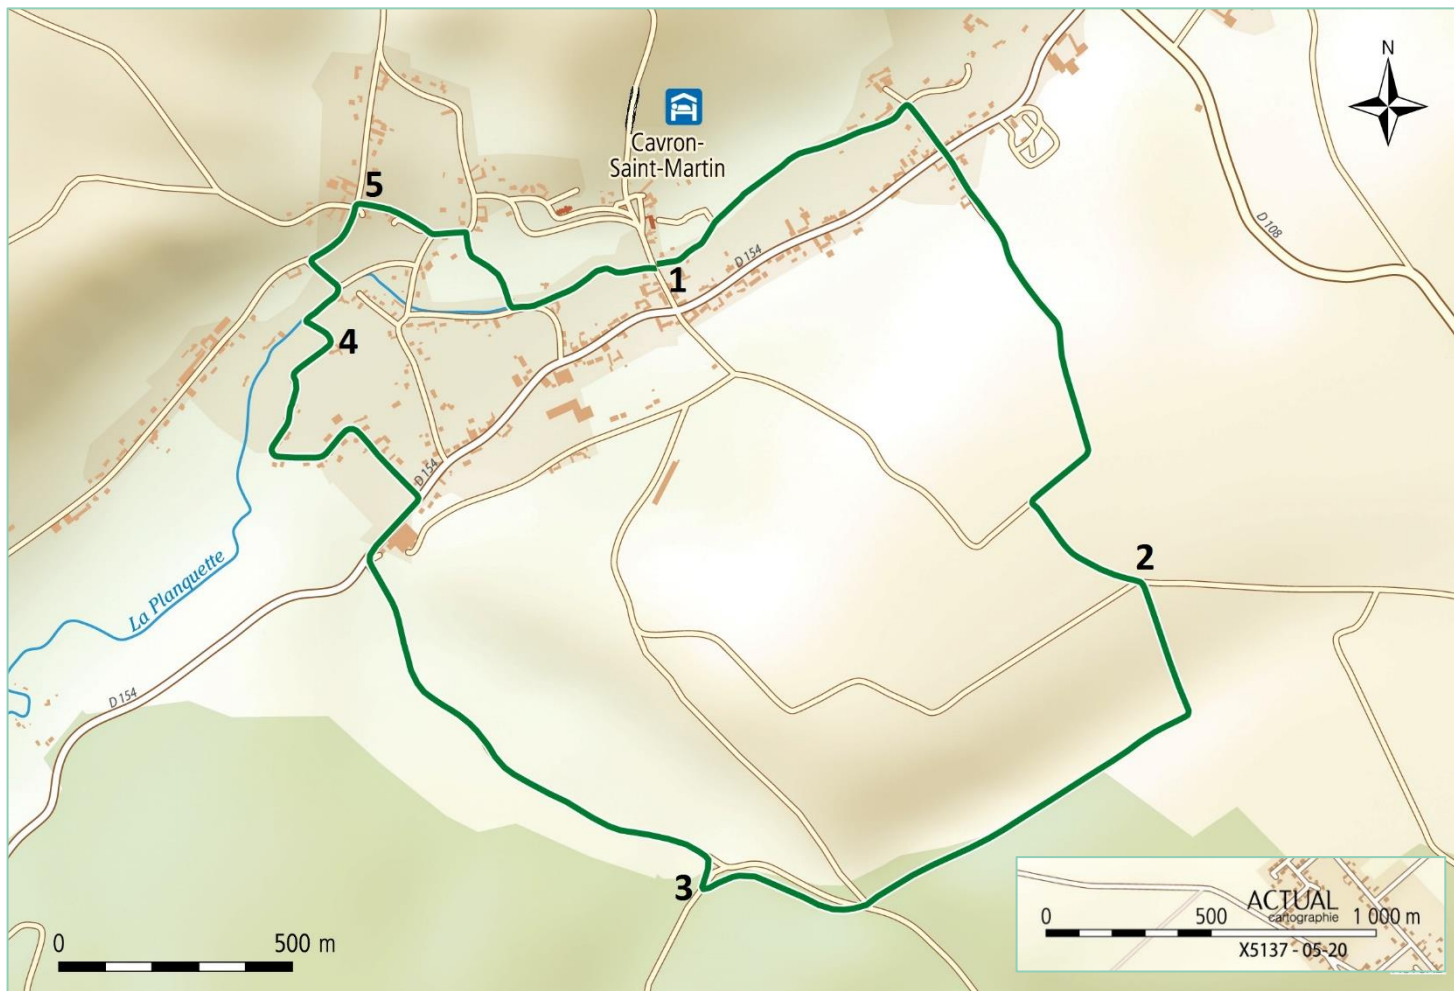 N
Cavron-
Saint-Martin
5
D 108
D 154
1
4
D 154
2
La Planquette
D 154
3
0 500 m
ACTUAL
cartographie
0 500 1 000 m
X5137 - 05-20